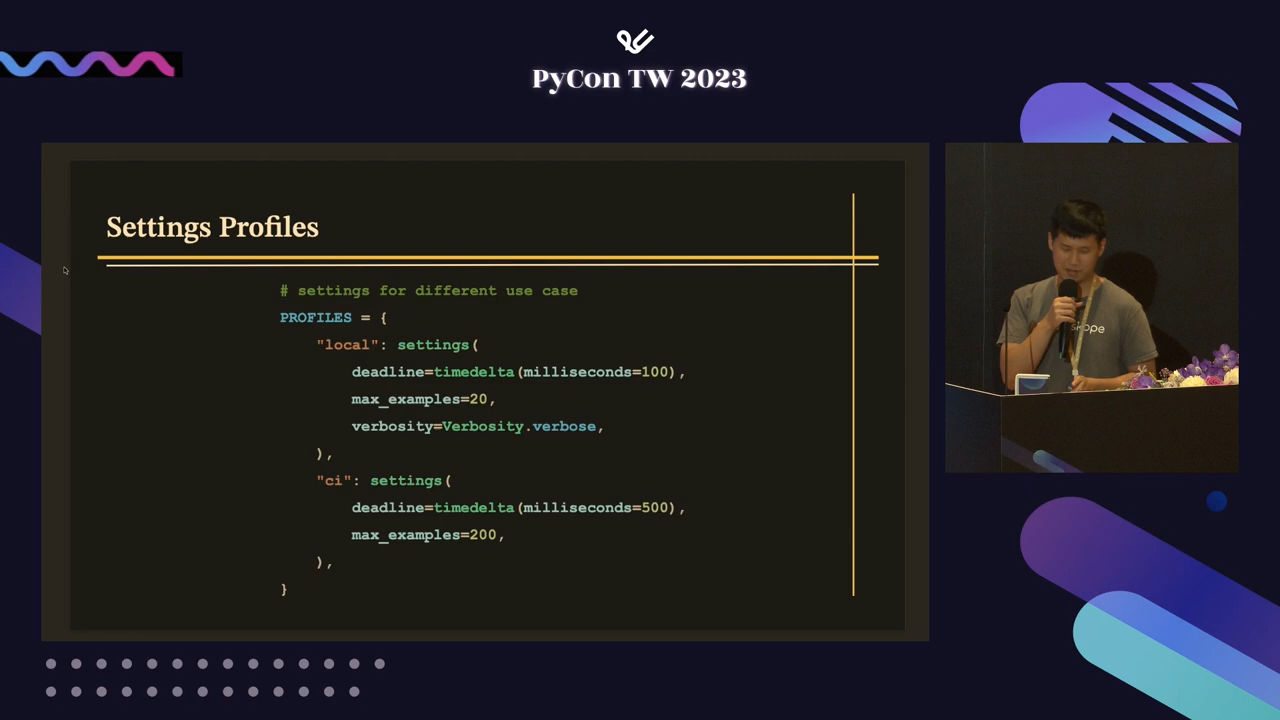 PyCon TW 2023
Settings Profiles
# settings for different use case
PROFILES = {
"local": settings(
deadline=timedelta(milliseconds=100),
max_examples=20,
verbosity=Verbosity.verbose,
),
"ci": settings(
deadline=timedelta(milliseconds=500),
max_examples=200,
),
}